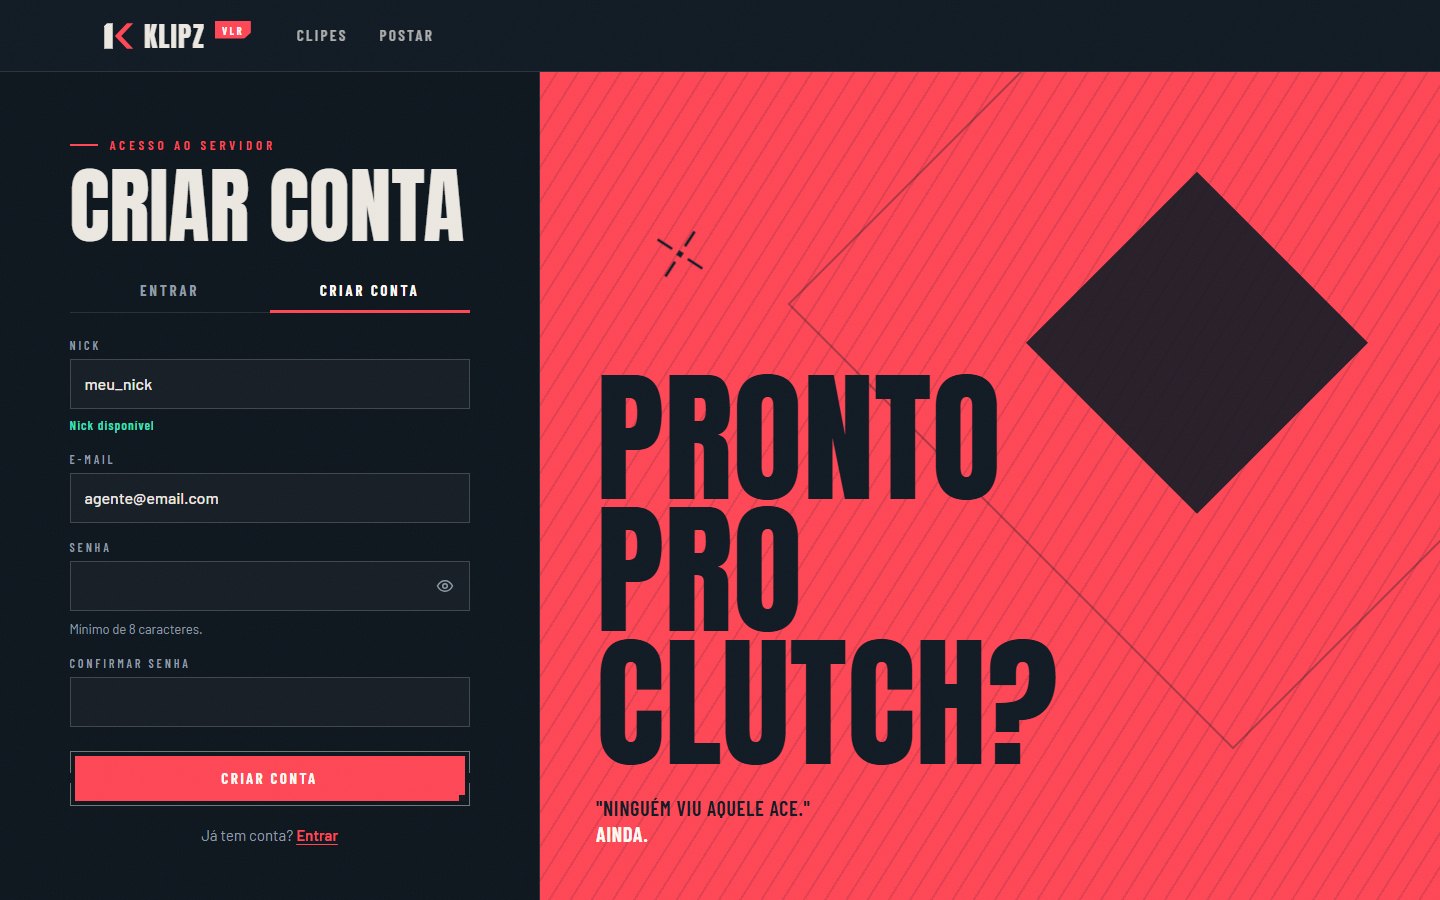 KLIPZ VLR
CLIPES
POSTAR
ACESSO AO SERVIDOR
CRIAR CONTA
ENTRAR
CRIAR CONTA
NICK
meu_nick
Nick disponível
E-MAIL
agente@email.com
SENHA
Mínimo de 8 caracteres.
CONFIRMAR SENHA
CRIAR CONTA
Já tem conta? Entrar
PRONTO
PRO
CLUTCH?
"NINGUÉM VIU AQUELE ACE."
AINDA.